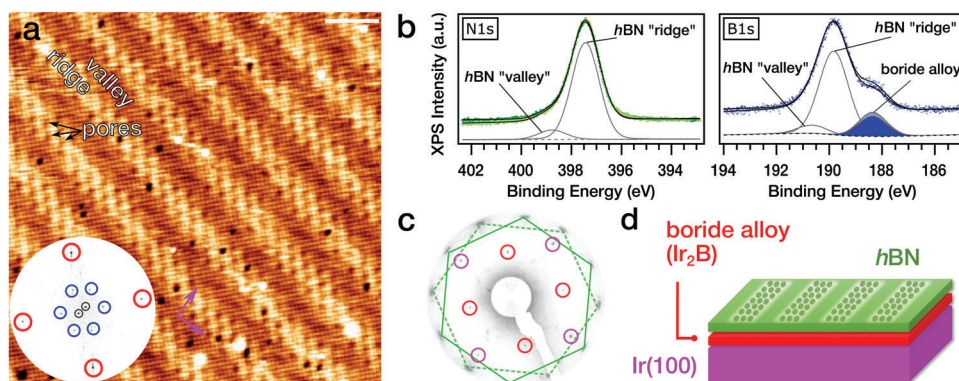 a
ridge
valley
pores
b
N1s
hBN "ridge"
hBN "valley"
XPS Intensity (a.u.)
402 400 398 396 394
Binding Energy (eV)
B1s
hBN "ridge"
hBN "valley"
boride alloy
194 192 190 188 186
Binding Energy (eV)
c
d
boride alloy
(Ir₂B)
hBN
Ir(100)